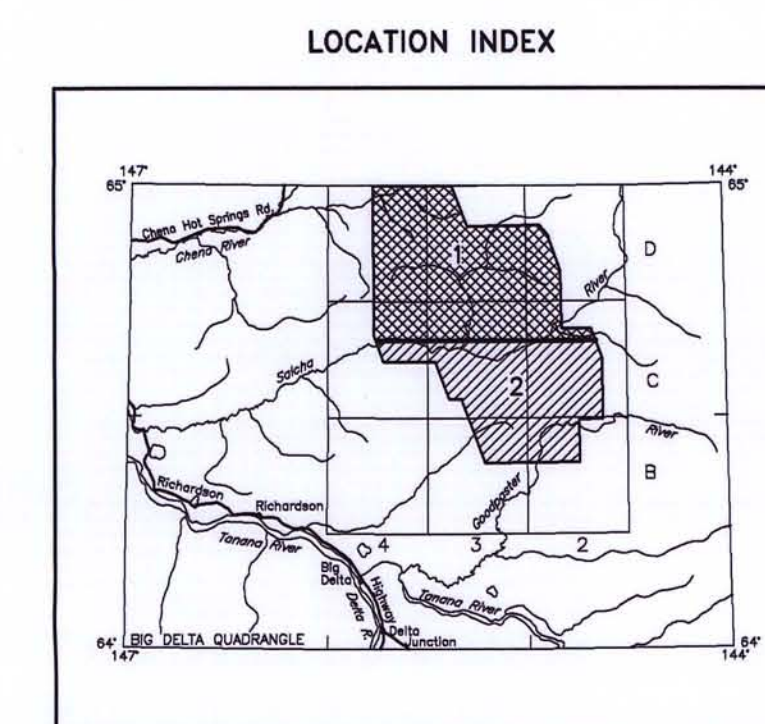 LOCATION INDEX
147°
144°
65°
65°
Chena Hot Springs Rd.
Chena River
1
D
River
Salcha
2
C
River
B
Richardson
Richardson
Goodpaster
Tanana River
4
3
2
Big
Delta
Highway
Delta R.
Tanana River
Delta
Junction
64°
BIG DELTA QUADRANGLE
64°
147°
144°